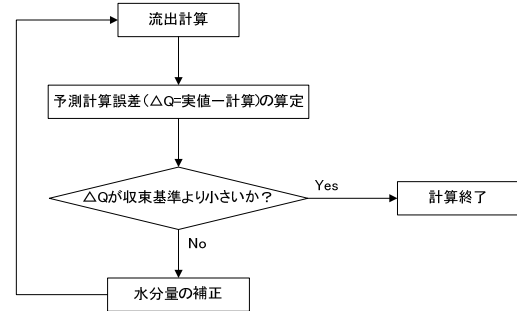 流出計算
予測計算誤差(△Q=実値ー計算)の算定
△Qが収束基準より小さいか?
Yes
計算終了
No
水分量の補正